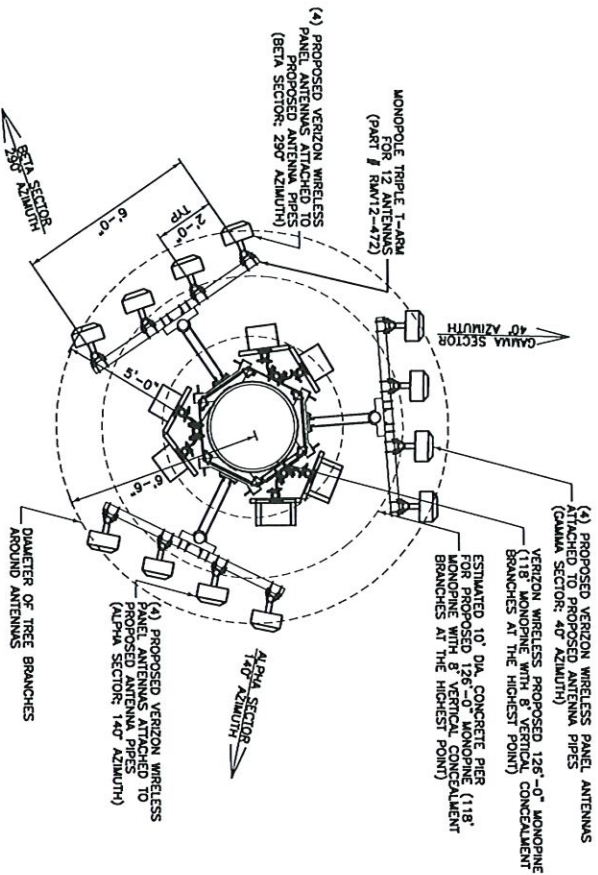 (4) PROPOSED VERIZON WIRELESS PANEL ANTENNAS
ATTACHED TO PROPOSED ANTENNA PIPES
(GAMMA SECTOR: 40° AZIMUTH)
VERIZON WIRELESS PROPOSED 126'-0" MONOPINE
(118' MONOPINE WITH 8' VERTICAL CONCEALMENT
BRANCHES AT THE HIGHEST POINT)
ESTIMATED 10' DIA. CONCRETE PIER
FOR PROPOSED 126'-0" MONOPINE (118'
MONOPINE WITH 8' VERTICAL CONCEALMENT
BRANCHES AT THE HIGHEST POINT)
GAMMA SECTOR
40° AZIMUTH
ALPHA SECTOR
140° AZIMUTH
(4) PROPOSED VERIZON WIRELESS
PANEL ANTENNAS ATTACHED TO
PROPOSED ANTENNA PIPES
(ALPHA SECTOR: 140° AZIMUTH)
DIAMETER OF TREE BRANCHES
AROUND ANTENNAS
MONOPOLE TRIPLE T-ARM
FOR 12 ANTENNAS
(PART # RMV12-472)
(4) PROPOSED VERIZON WIRELESS
PANEL ANTENNAS ATTACHED TO
PROPOSED ANTENNA PIPES
(BETA SECTOR: 290° AZIMUTH)
BETA SECTOR
290° AZIMUTH
6'-0"
2'-0"
TYP
5'-0"
6'-6"